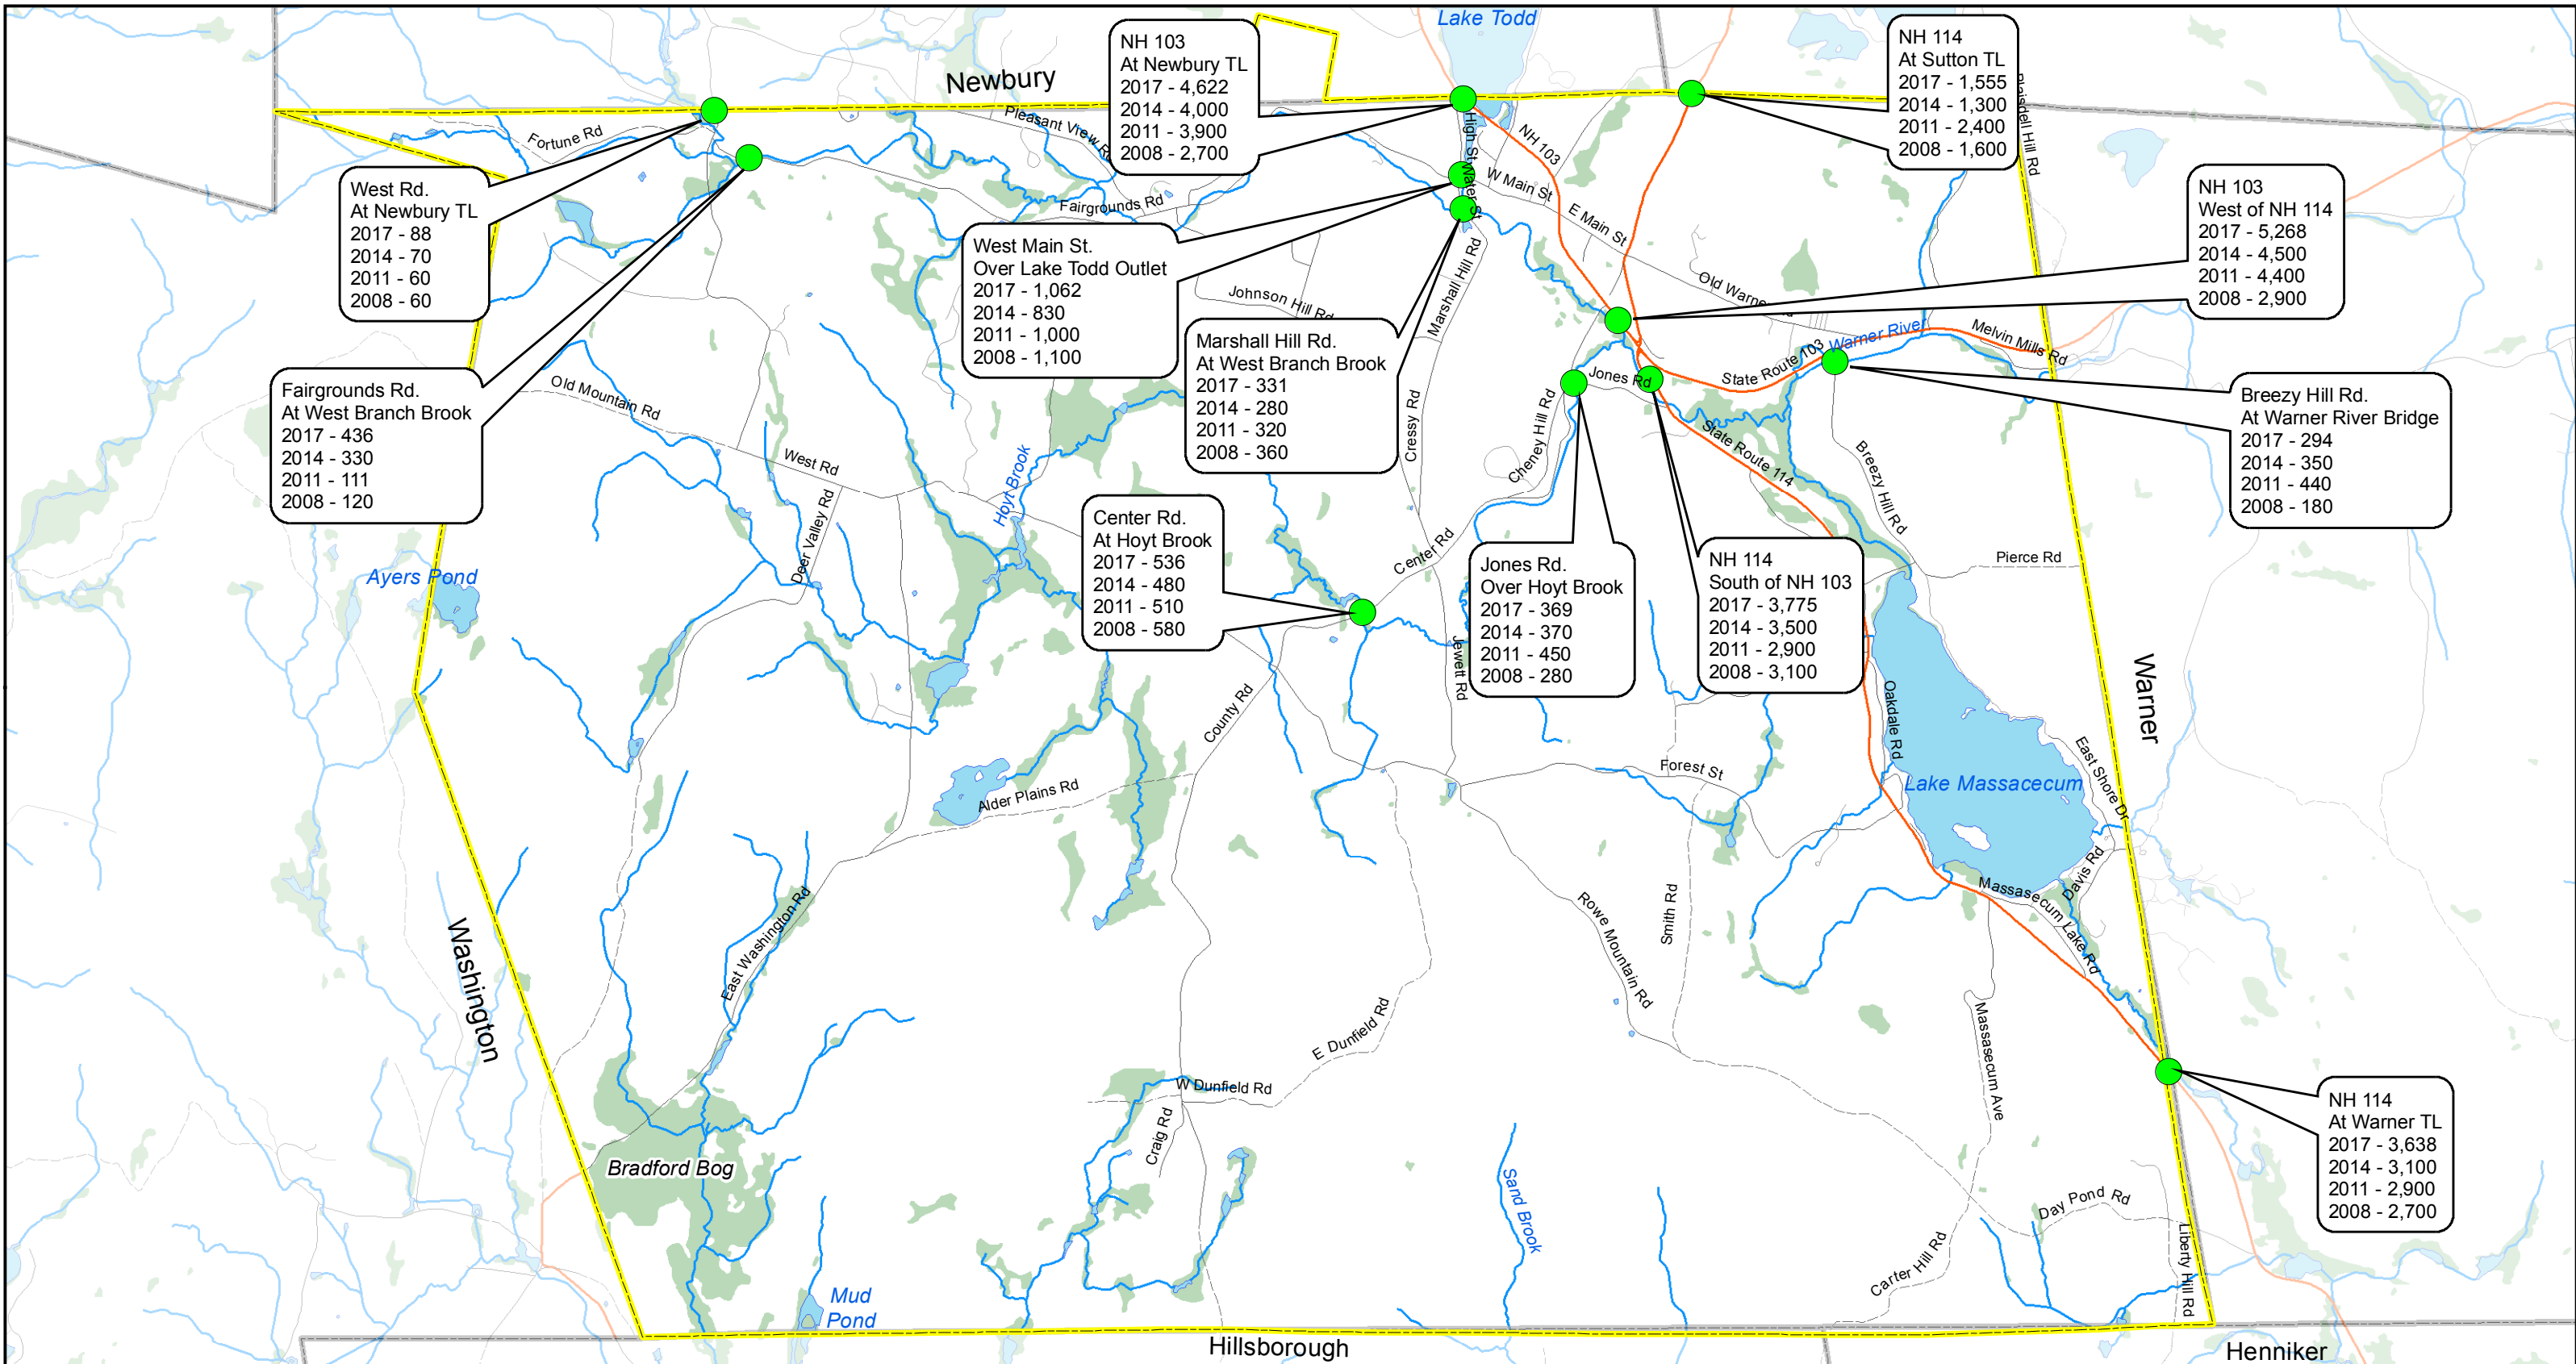 Lake Todd
Newbury
NH 103
At Newbury TL
2017 - 4,622
2014 - 4,000
2011 - 3,900
2008 - 2,700
NH 114
At Sutton TL
2017 - 1,555
2014 - 1,300
2011 - 2,400
2008 - 1,600
Fortune Rd
Pleasant View Rd
High St
Water St
NH 103
W Main St
E Main St
West Rd.
At Newbury TL
2017 - 88
2014 - 70
2011 - 60
2008 - 60
Fairgrounds Rd
West Main St.
Over Lake Todd Outlet
2017 - 1,062
2014 - 830
2011 - 1,000
2008 - 1,100
NH 103
West of NH 114
2017 - 5,268
2014 - 4,500
2011 - 4,400
2008 - 2,900
Johnson Hill Rd
Marshall Hill Rd
Marshall Hill Rd.
At West Branch Brook
2017 - 331
2014 - 280
2011 - 320
2008 - 360
Warner River
Melvin Mills Rd
State Route 103
Jones Rd
Fairgrounds Rd.
At West Branch Brook
2017 - 436
2014 - 330
2011 - 111
2008 - 120
Old Mountain Rd
West Rd
Deer Valley Rd
Hoyt Brook
Cressy Rd
Cheney Hill Rd
State Route 114
Breezy Hill Rd
Breezy Hill Rd.
At Warner River Bridge
2017 - 294
2014 - 350
2011 - 440
2008 - 180
Center Rd.
At Hoyt Brook
2017 - 536
2014 - 480
2011 - 510
2008 - 580
Center Rd
Jones Rd.
Over Hoyt Brook
2017 - 369
2014 - 370
2011 - 450
2008 - 280
NH 114
South of NH 103
2017 - 3,775
2014 - 3,500
2011 - 2,900
2008 - 3,100
Pierce Rd
Ayers Pond
Jewett Rd
County Rd
Oakdale Rd
Warner
East Shore Dr
Lake Massacecum
Forest St
Alder Plains Rd
East Washington Rd
Washington
Smith Rd
Rowe Mountain Rd
Massasecum Lake Rd
Davis Rd
E Dunfield Rd
W Dunfield Rd
Craig Rd
Massasecum Ave
NH 114
At Warner TL
2017 - 3,638
2014 - 3,100
2011 - 2,900
2008 - 2,700
Bradford Bog
Sand Brook
Day Pond Rd
Carter Hill Rd
Liberty Hill Rd
Mud
Pond
Hillsborough
Henniker